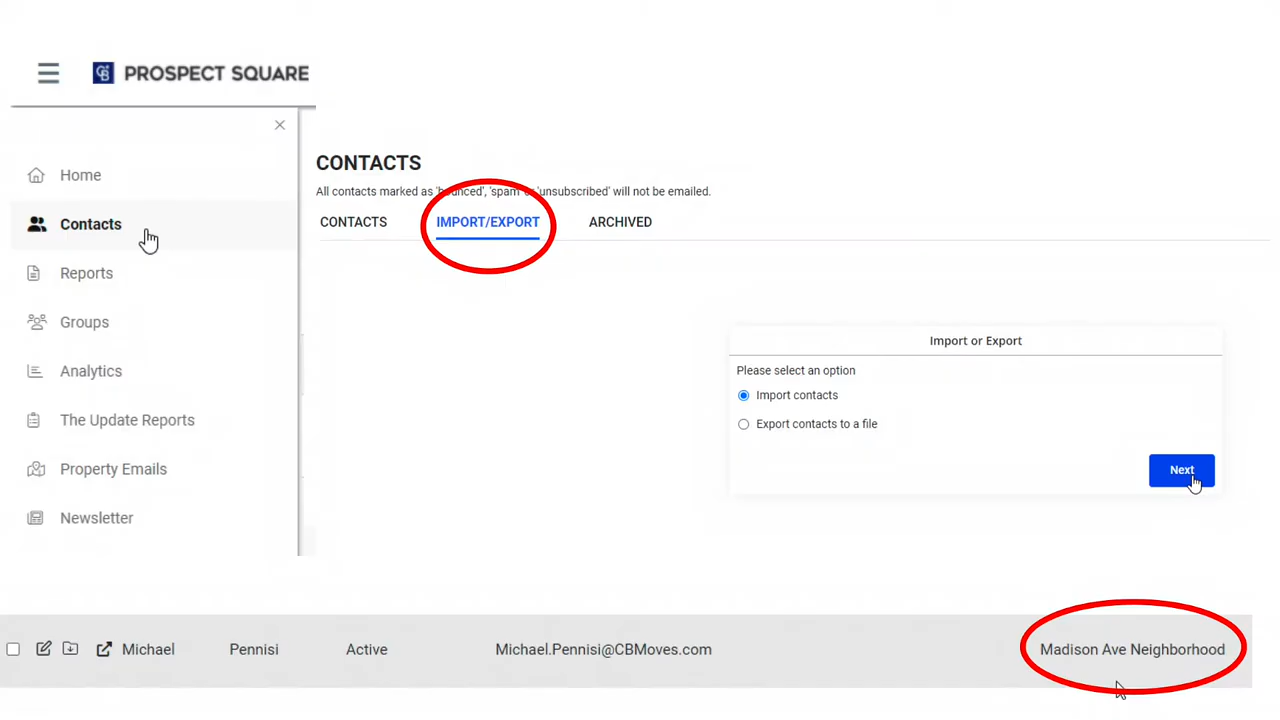 PROSPECT SQUARE
Home
Contacts
Reports
Groups
Analytics
The Update Reports
Property Emails
Newsletter
CONTACTS
All contacts marked as 'bounced', 'spam' or 'unsubscribed' will not be emailed.
CONTACTS IMPORT/EXPORT ARCHIVED
Import or Export
Please select an option
Import contacts
Export contacts to a file
Next
Michael Pennisi Active Michael.Pennisi@CBMoves.com Madison Ave Neighborhood